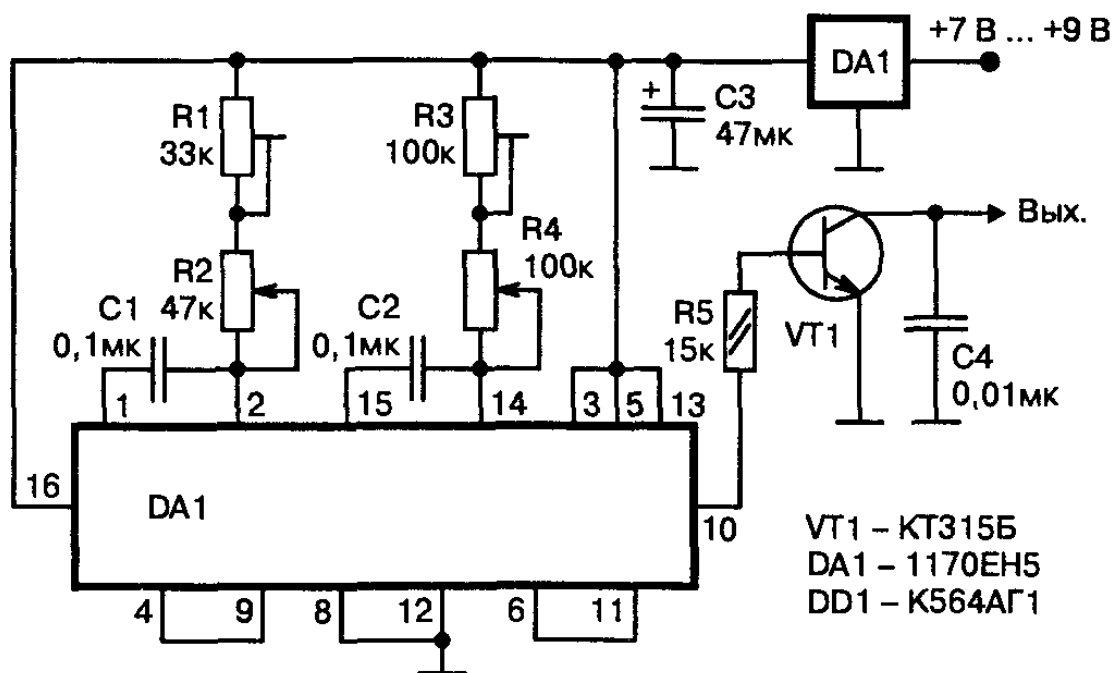 +7 В ... +9 В
DA1
R1
33к
R3
100к
+
C3
47мк
Вых.
R2
47к
R4
100к
C1
0,1мк
C2
0,1мк
R5
15к
VT1
C4
0,01мк
1
2
15
14
3
5
13
16
DA1
10
4
9
8
12
6
11
VT1 – КТ315Б
DA1 – 1170ЕН5
DD1 – К564АГ1